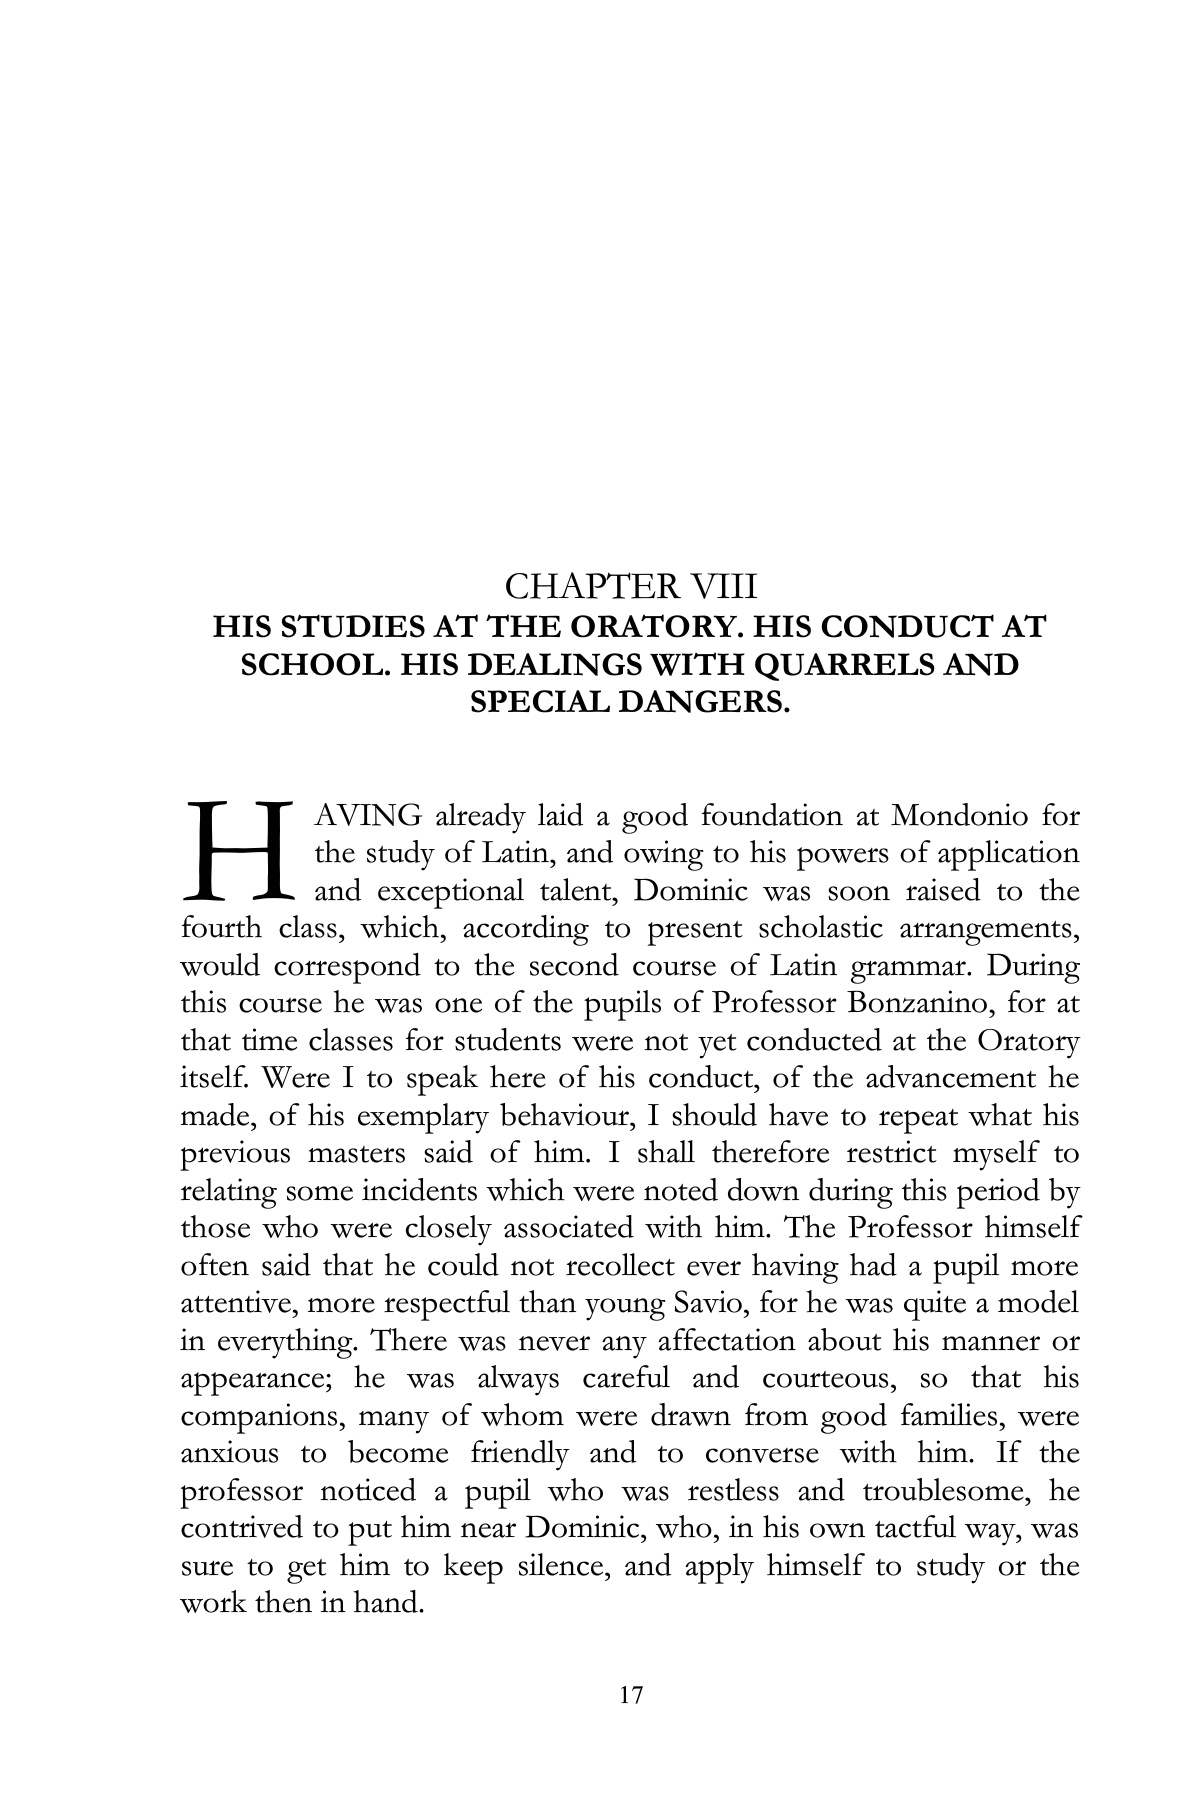 CHAPTER VIII
HIS STUDIES AT THE ORATORY. HIS CONDUCT AT
SCHOOL. HIS DEALINGS WITH QUARRELS AND
SPECIAL DANGERS.
HAVING already laid a good foundation at Mondonio for
the study of Latin, and owing to his powers of application
and exceptional talent, Dominic was soon raised to the
fourth class, which, according to present scholastic arrangements,
would correspond to the second course of Latin grammar. During
this course he was one of the pupils of Professor Bonzanino, for at
that time classes for students were not yet conducted at the Oratory
itself. Were I to speak here of his conduct, of the advancement he
made, of his exemplary behaviour, I should have to repeat what his
previous masters said of him. I shall therefore restrict myself to
relating some incidents which were noted down during this period by
those who were closely associated with him. The Professor himself
often said that he could not recollect ever having had a pupil more
attentive, more respectful than young Savio, for he was quite a model
in everything. There was never any affectation about his manner or
appearance; he was always careful and courteous, so that his
companions, many of whom were drawn from good families, were
anxious to become friendly and to converse with him. If the
professor noticed a pupil who was restless and troublesome, he
contrived to put him near Dominic, who, in his own tactful way, was
sure to get him to keep silence, and apply himself to study or the
work then in hand.
17